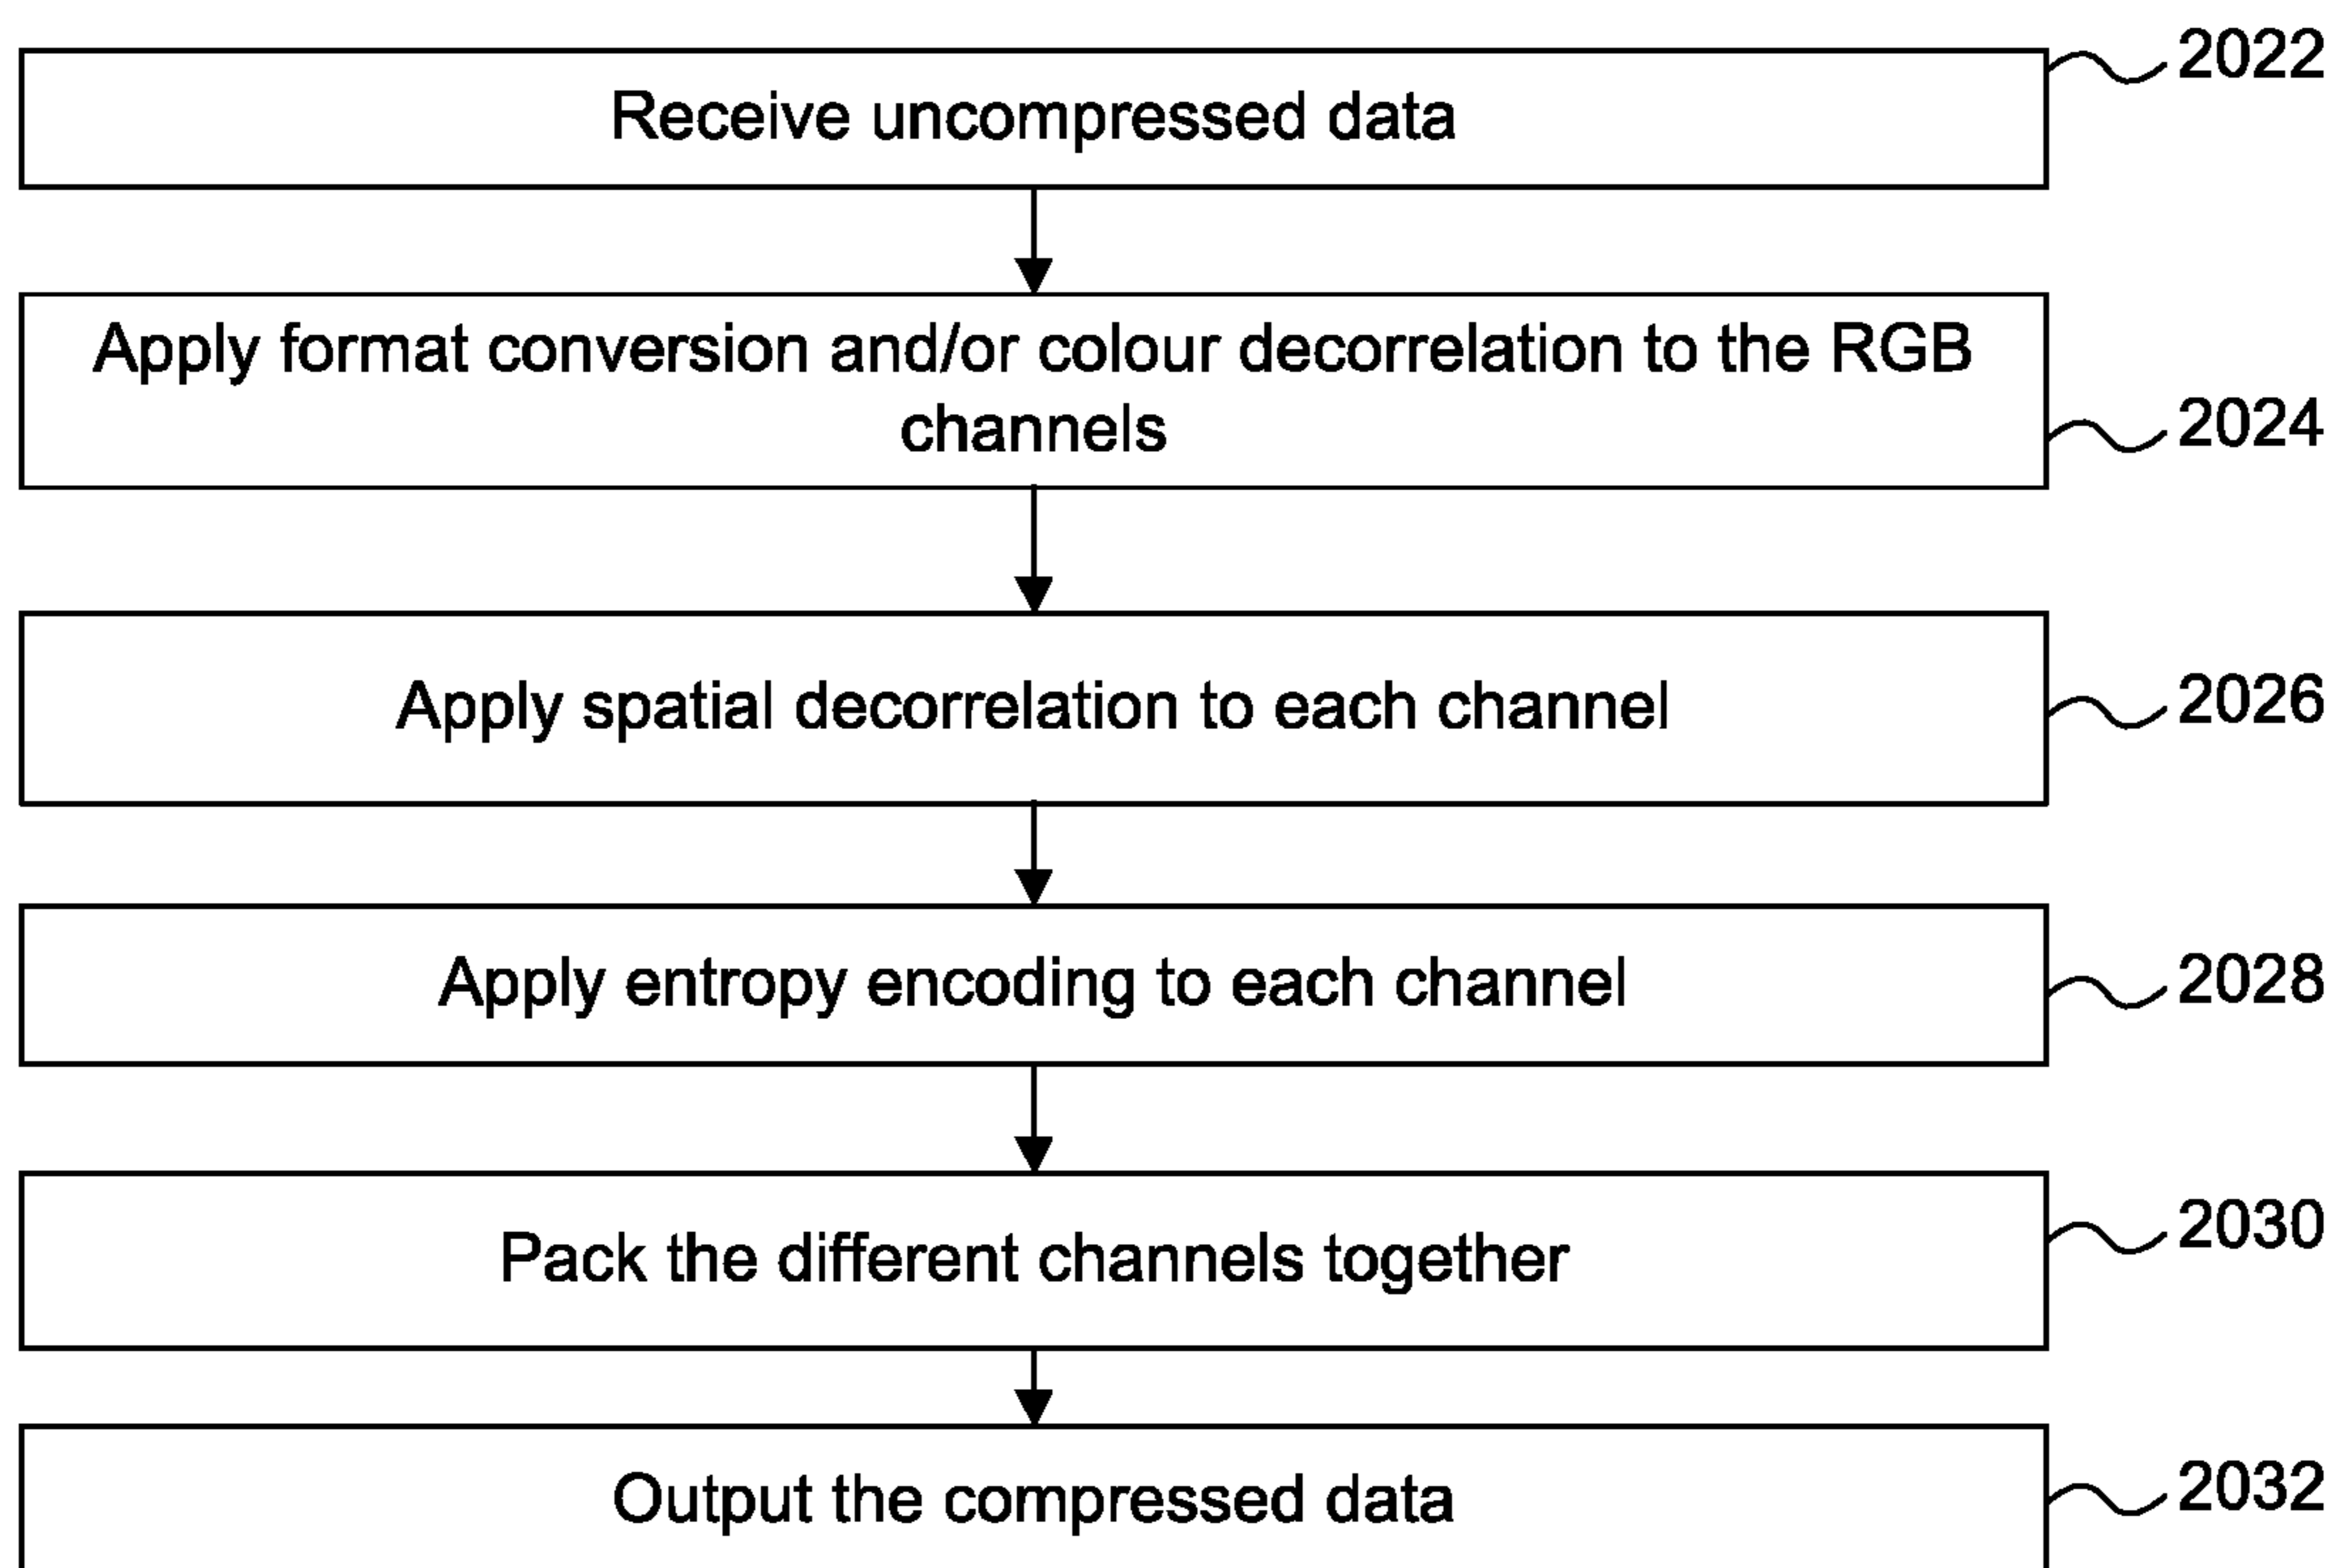 2022
Receive uncompressed data
Apply format conversion and/or colour decorrelation to the RGB
channels
2024
Apply spatial decorrelation to each channel
2026
Apply entropy encoding to each channel
2028
Pack the different channels together
2030
Output the compressed data
2032